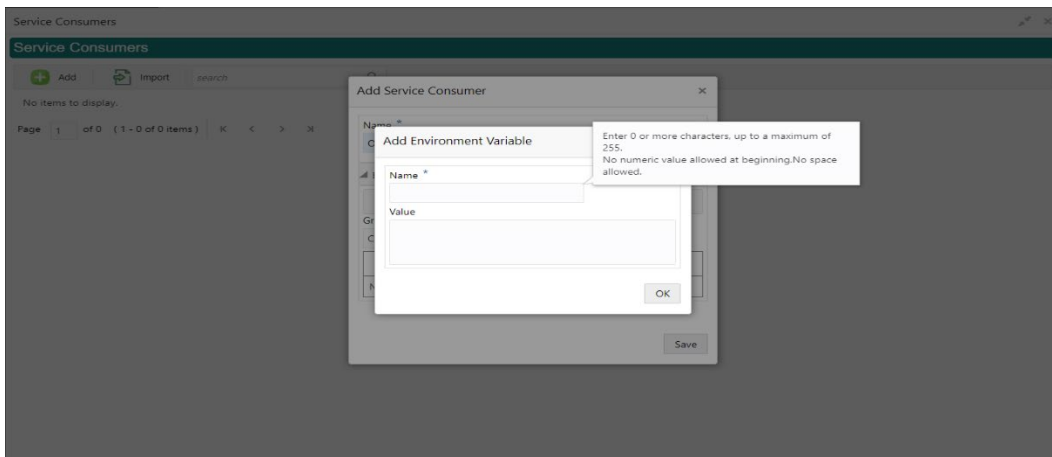 Service Consumers
Service Consumers
Add Import search
No items to display.
Page 1 of 0 (1 - 0 of 0 items)
Add Service Consumer
Name *
Add Environment Variable
Enter 0 or more characters, up to a maximum of
255.
No numeric value allowed at beginning.No space
allowed.
Name *
Value
OK
Save